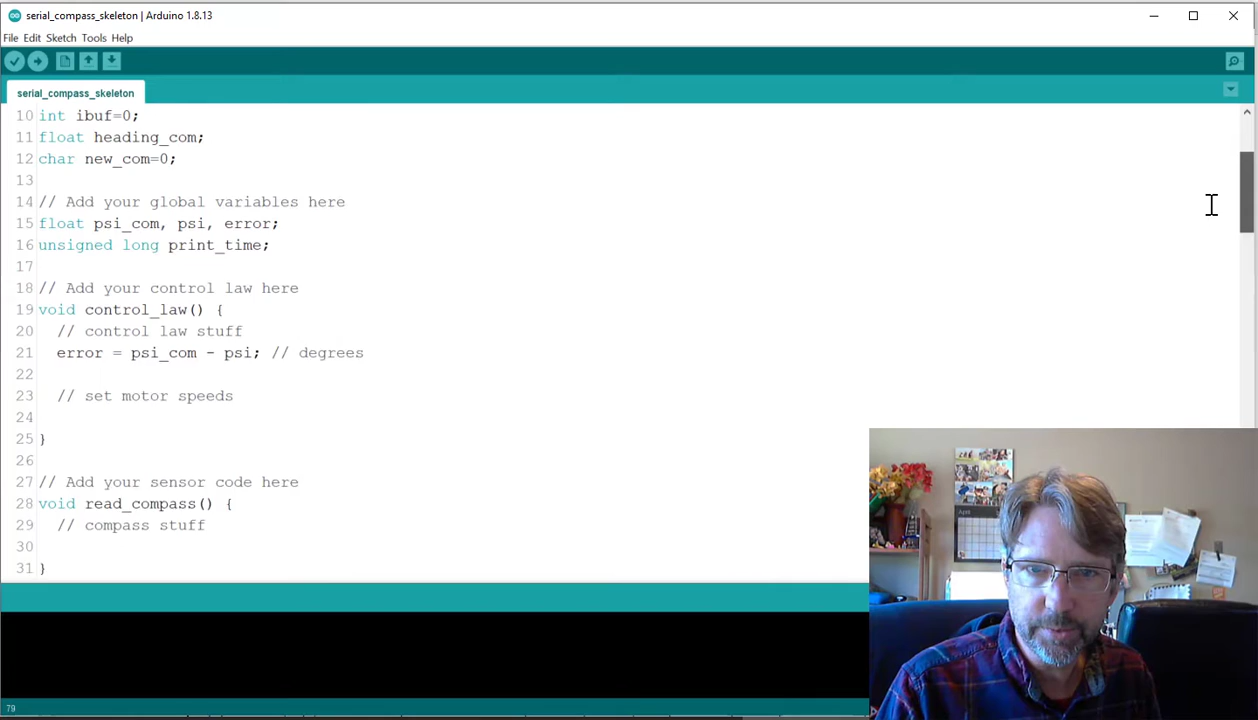 serial_compass_skeleton | Arduino 1.8.13
File Edit Sketch Tools Help
serial_compass_skeleton
10 int ibuf=0;
11 float heading_com;
12 char new_com=0;
13
14 // Add your global variables here
15 float psi_com, psi, error;
16 unsigned long print_time;
17
18 // Add your control law here
19 void control_law() {
20 // control law stuff
21 error = psi_com - psi; // degrees
22
23 // set motor speeds
24
25 }
26
27 // Add your sensor code here
28 void read_compass() {
29 // compass stuff
30
31 }
April
79